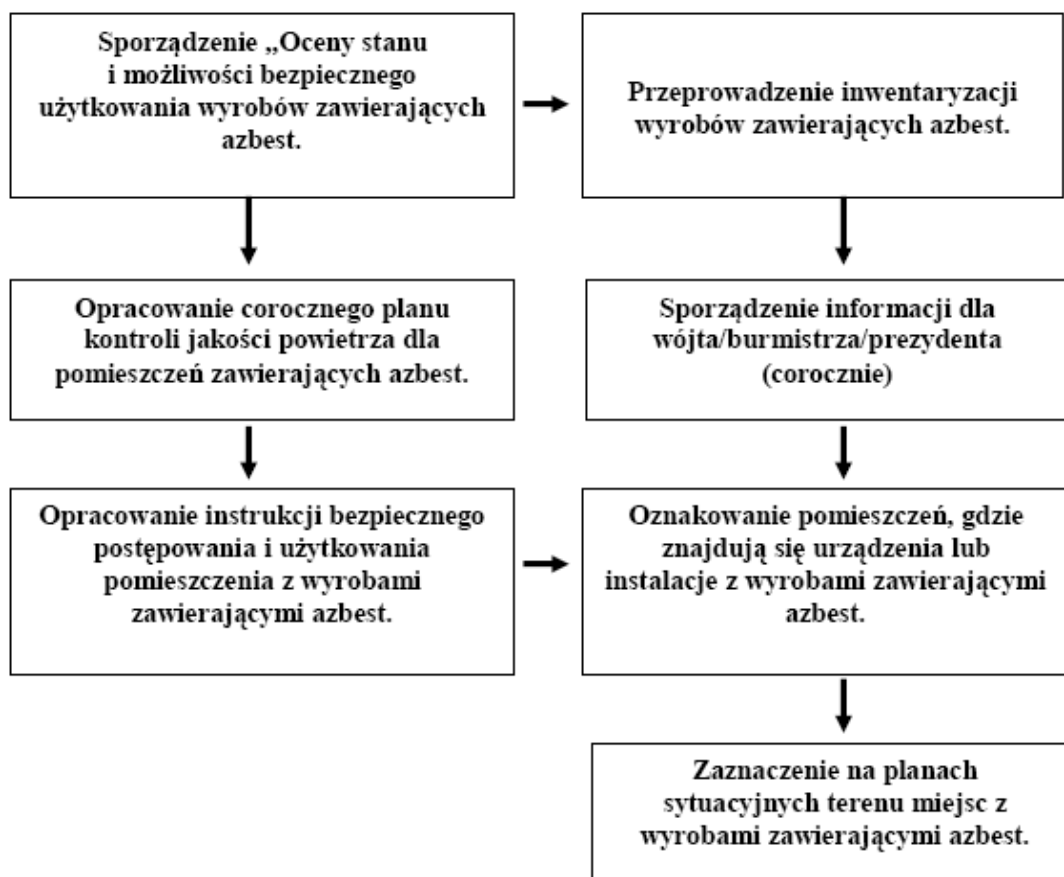 Sporządzenie „Oceny stanu
i możliwości bezpiecznego
użytkowania wyrobów zawierających
azbest.
Przeprowadzenie inwentaryzacji
wyrobów zawierających azbest.
Opracowanie corocznego planu
kontroli jakości powietrza dla
pomieszczeń zawierających azbest.
Sporządzenie informacji dla
wójta/burmistrza/prezydenta
(corocznie)
Opracowanie instrukcji bezpiecznego
postępowania i użytkowania
pomieszczenia z wyrobami
zawierającymi azbest.
Oznakowanie pomieszczeń, gdzie
znajdują się urządzenia lub
instalacje z wyrobami zawierającymi
azbest.
Zaznaczenie na planach
sytuacyjnych terenu miejsc z
wyrobami zawierającymi azbest.